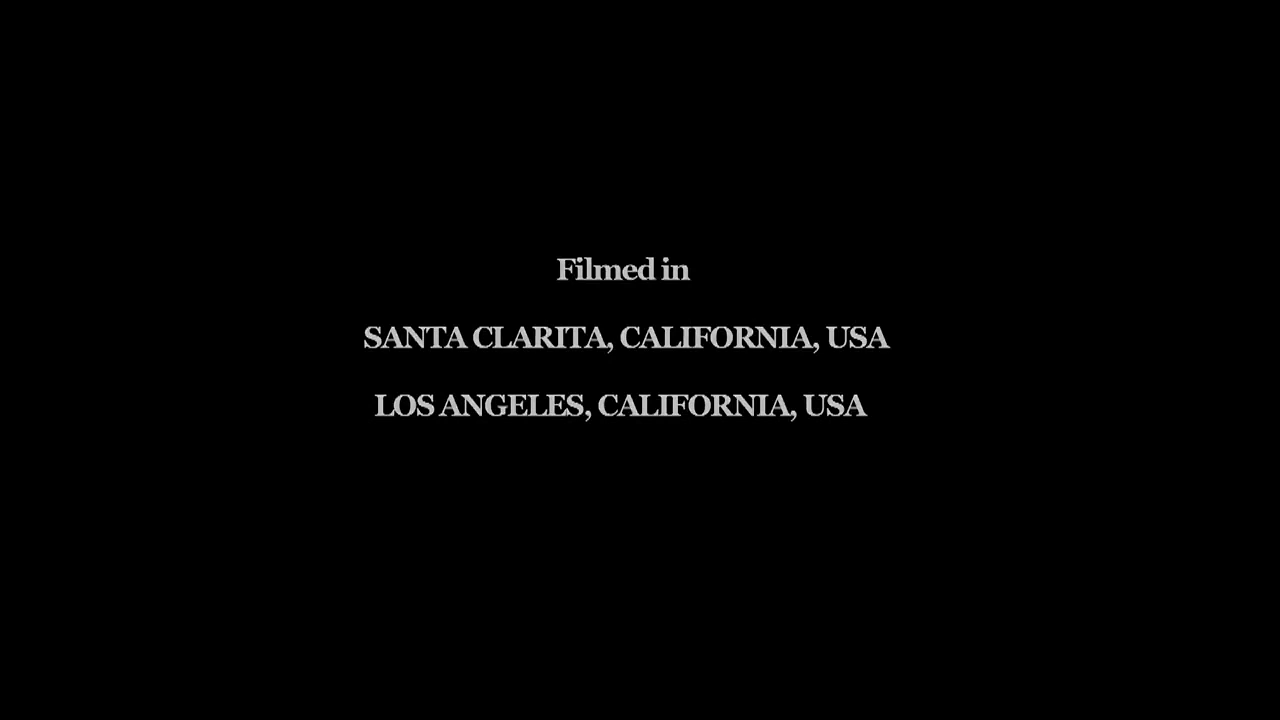 Filmed in
SANTA CLARITA, CALIFORNIA, USA
LOS ANGELES, CALIFORNIA, USA